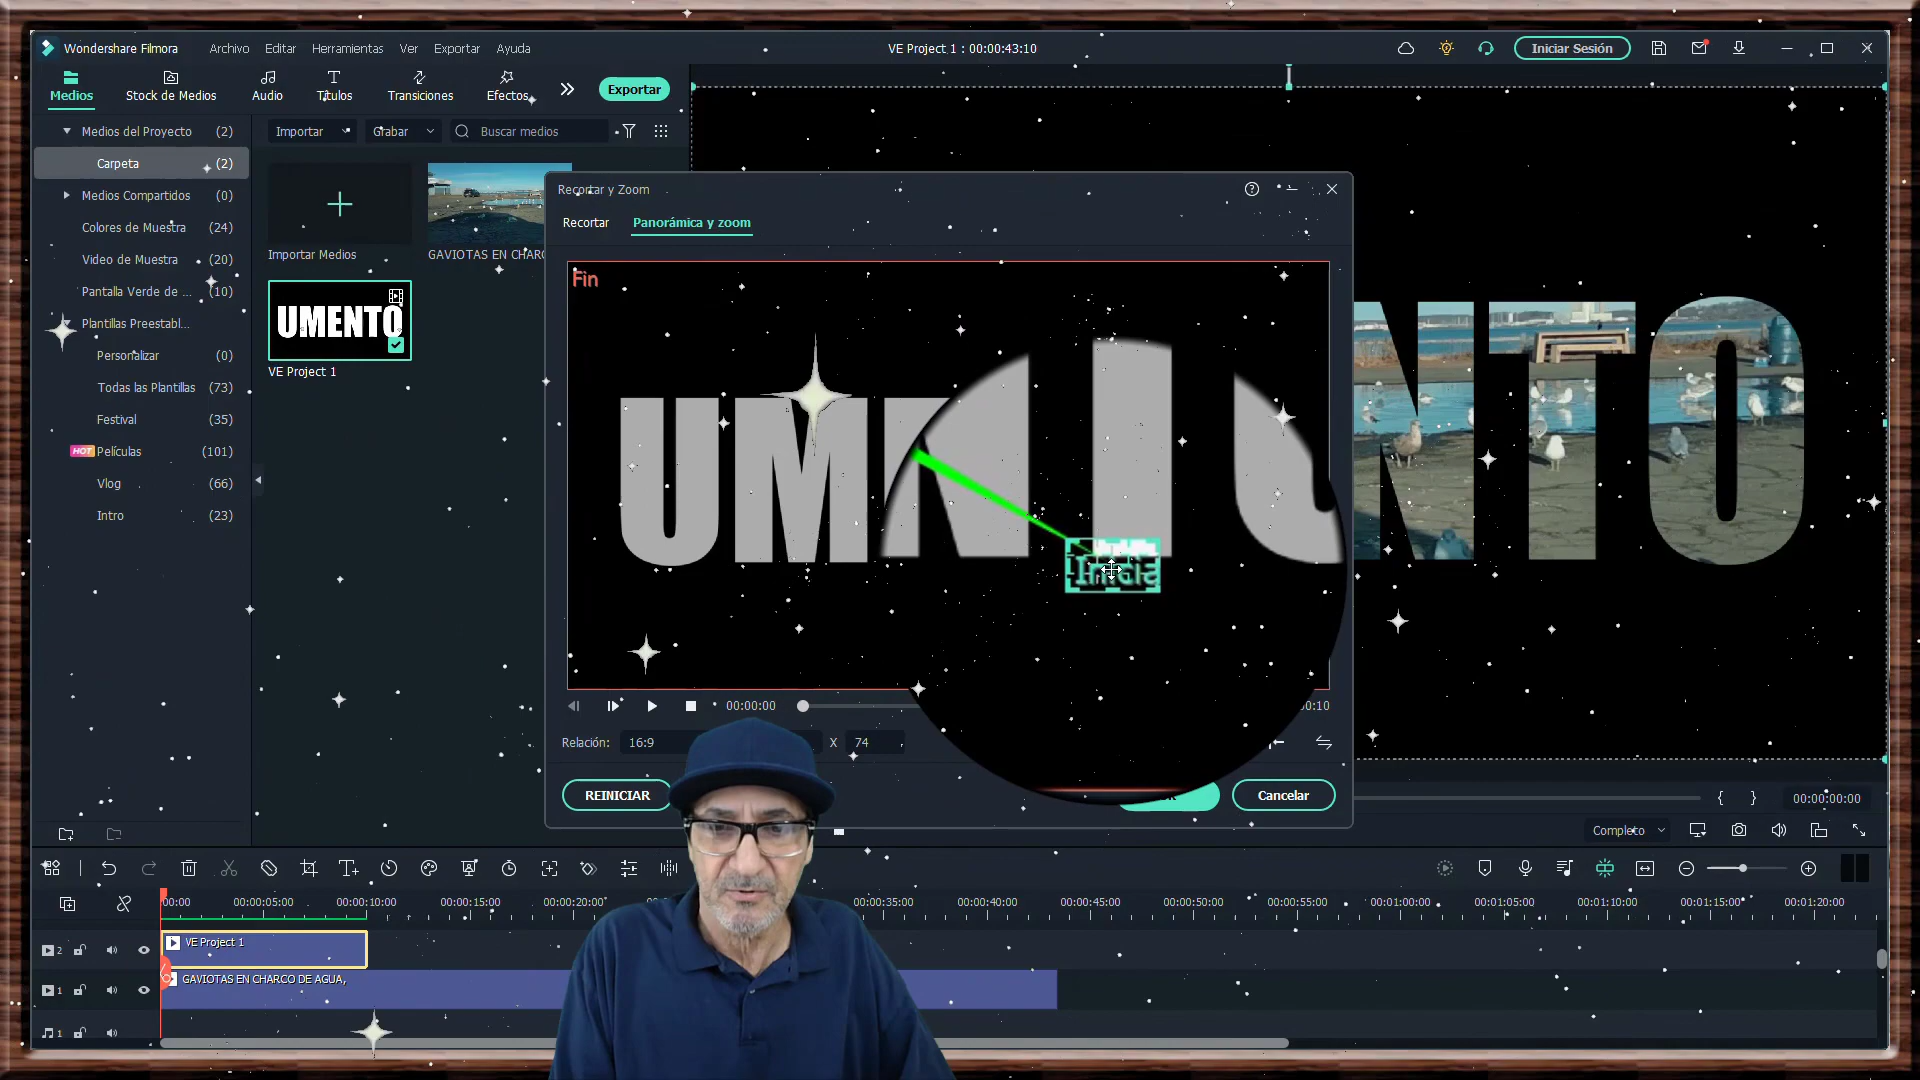 Wondershare Filmora
Archivo Editar Herramientas Ver Exportar Ayuda
VE Project 1 : 00:00:43:10
Iniciar Sesión
Medios
Stock de Medios
Audio
Títulos
Transiciones
Efectos
Exportar
Medios del Proyecto (2)
Carpeta (2)
Medios Compartidos (0)
Colores de Muestra (24)
Video de Muestra (20)
Pantalla Verde de ... (10)
Plantillas Preestabl...
Personalizar (0)
Todas las Plantillas (73)
Festival (35)
HOT Películas (101)
Vlog (66)
Intro (23)
Importar
Grabar
Buscar medios
Importar Medios
GAVIOTAS EN CHARC
UMENTO
VE Project 1
Recortar y Zoom
Recortar
Panorámica y zoom
Fin
UM
Inicia
NTO
00:00:00
:10
Relación: 16:9 X 74
REINICIAR
Cancelar
{ } 00:00:00:00
Completo
00:00 00:00:05:00 00:00:10:00 00:00:15:00 00:00:20:00 00:00:35:00 00:00:40:00 00:00:45:00 00:00:50:00 00:00:55:00 00:01:00:00 00:01:05:00 00:01:10:00 00:01:15:00 00:01:20:00
2
VE Project 1
1
GAVIOTAS EN CHARCO DE AGUA,
1